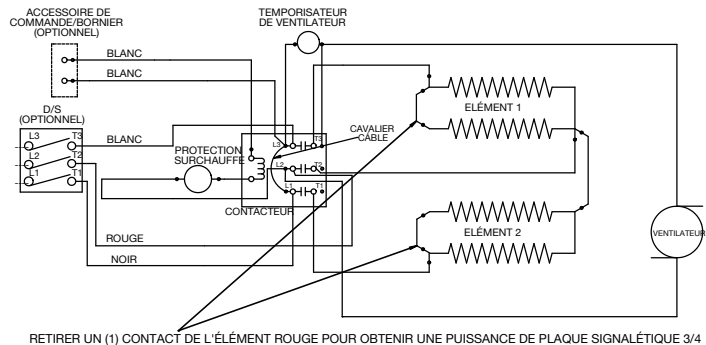 ACCESSOIRE DE
COMMANDE/BORNIER
(OPTIONNEL)
TEMPORISATEUR
DE VENTILATEUR
BLANC
BLANC
D/S
(OPTIONNEL)
L3 T3
L2 T2
L1 T1
BLANC
PROTECTION
SURCHAUFFE
L3 T3
L2 T2
L1 T1
CAVALIER
CÂBLE
CONTACTEUR
ROUGE
NOIR
ELÉMENT 1
ELÉMENT 2
VENTILATEUR
RETIRER UN (1) CONTACT DE L'ÉLÉMENT ROUGE POUR OBTENIR UNE PUISSANCE DE PLAQUE SIGNALÉTIQUE 3/4